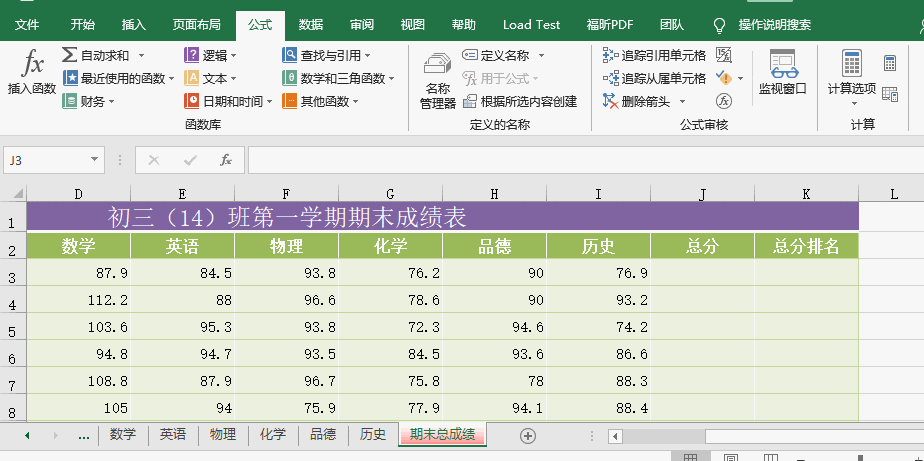 文件 开始 插入 页面布局 公式 数据 审阅 视图 帮助 Load Test 福昕PDF 团队 操作说明搜索
fx 插入函数
自动求和 逻辑 查找与引用
最近使用的函数 文本 数学和三角函数
财务 日期和时间 其他函数
函数库
名称管理器
定义名称
用于公式
根据所选内容创建
定义的名称
追踪引用单元格
追踪从属单元格
删除箭头
公式审核
监视窗口
计算选项
计算
J3 fx
D E F G H I J K L
1 初三（14）班第一学期期末成绩表
2 数学 英语 物理 化学 品德 历史 总分 总分排名
3 87.9 84.5 93.8 76.2 90 76.9
4 112.2 88 96.6 78.6 90 93.2
5 103.6 95.3 93.8 72.3 94.6 74.2
6 94.8 94.7 93.5 84.5 93.6 86.6
7 108.8 87.9 96.7 75.8 78 88.3
8 105 94 75.9 77.9 94.1 88.4
... 数学 英语 物理 化学 品德 历史 期末总成绩